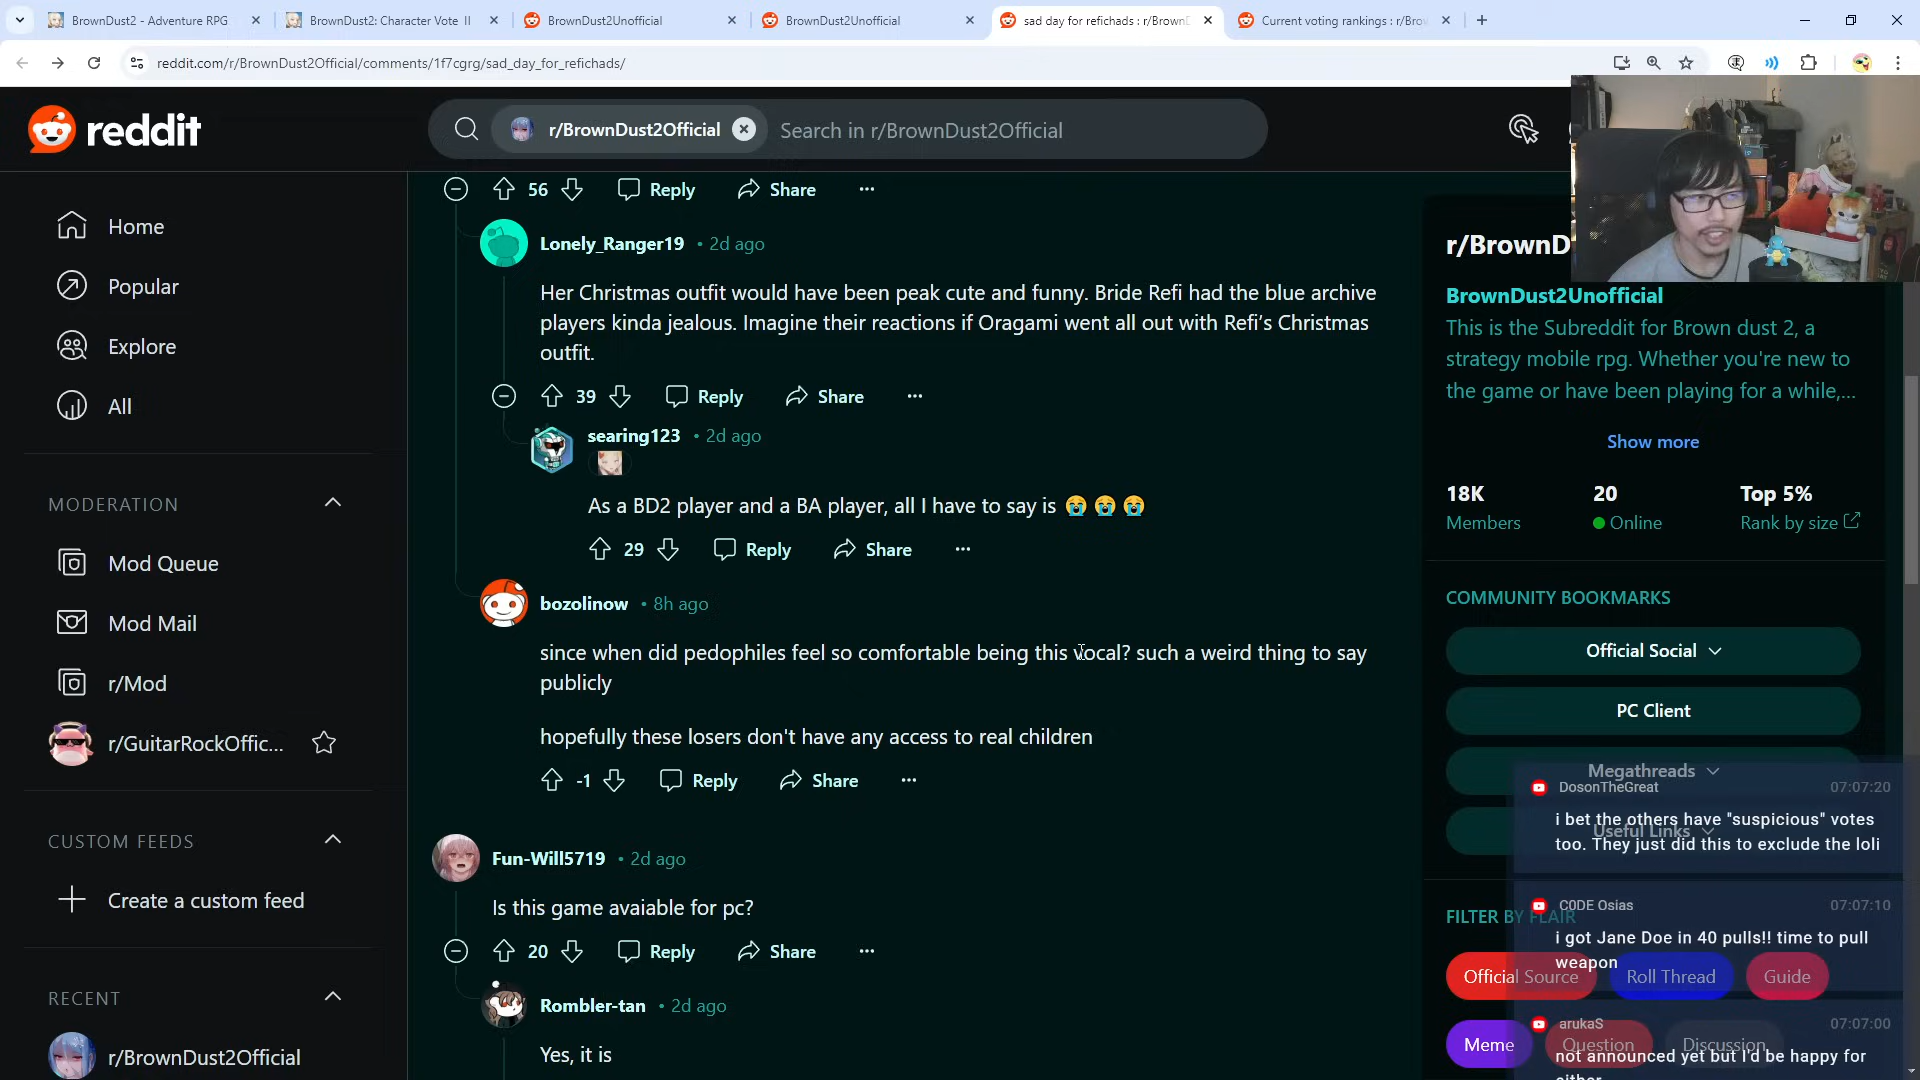 BrownDust2 - Adventure RPG
BrownDust2: Character Vote II
BrownDust2Unofficial
BrownDust2Unofficial
sad day for refichads : r/BrownD
Current voting rankings : r/Bro
reddit.com/r/BrownDust2Official/comments/1f7cgrg/sad_day_for_refichads/
reddit
r/BrownDust2Official
Search in r/BrownDust2Official
Home
Popular
Explore
All
MODERATION
Mod Queue
Mod Mail
r/Mod
r/GuitarRockOffic...
CUSTOM FEEDS
Create a custom feed
RECENT
r/BrownDust2Official
56 Reply Share ...
Lonely_Ranger19 • 2d ago
Her Christmas outfit would have been peak cute and funny. Bride Refi had the blue archive
players kinda jealous. Imagine their reactions if Oragami went all out with Refi's Christmas
outfit.
39 Reply Share ...
searing123 • 2d ago
As a BD2 player and a BA player, all I have to say is 😭 😭 😭
29 Reply Share ...
bozolinow • 8h ago
since when did pedophiles feel so comfortable being this vocal? such a weird thing to say
publicly
hopefully these losers don't have any access to real children
-1 Reply Share ...
Fun-Will5719 • 2d ago
Is this game avaiable for pc?
20 Reply Share ...
Rombler-tan • 2d ago
Yes, it is
r/BrownD
BrownDust2Unofficial
This is the Subreddit for Brown dust 2, a
strategy mobile rpg. Whether you're new to
the game or have been playing for a while,...
Show more
18K 20 Top 5%
Members Online Rank by size
COMMUNITY BOOKMARKS
Official Social
PC Client
Megathreads
Useful Links
FILTER BY FLAIR
Official Source Roll Thread Guide
Meme Question Discussion
DosonTheGreat 07:07:20
i bet the others have "suspicious" votes
too. They just did this to exclude the loli
C0DE Osias 07:07:10
i got Jane Doe in 40 pulls!! time to pull
weapon
arukaS 07:07:00
not announced yet but I'd be happy for